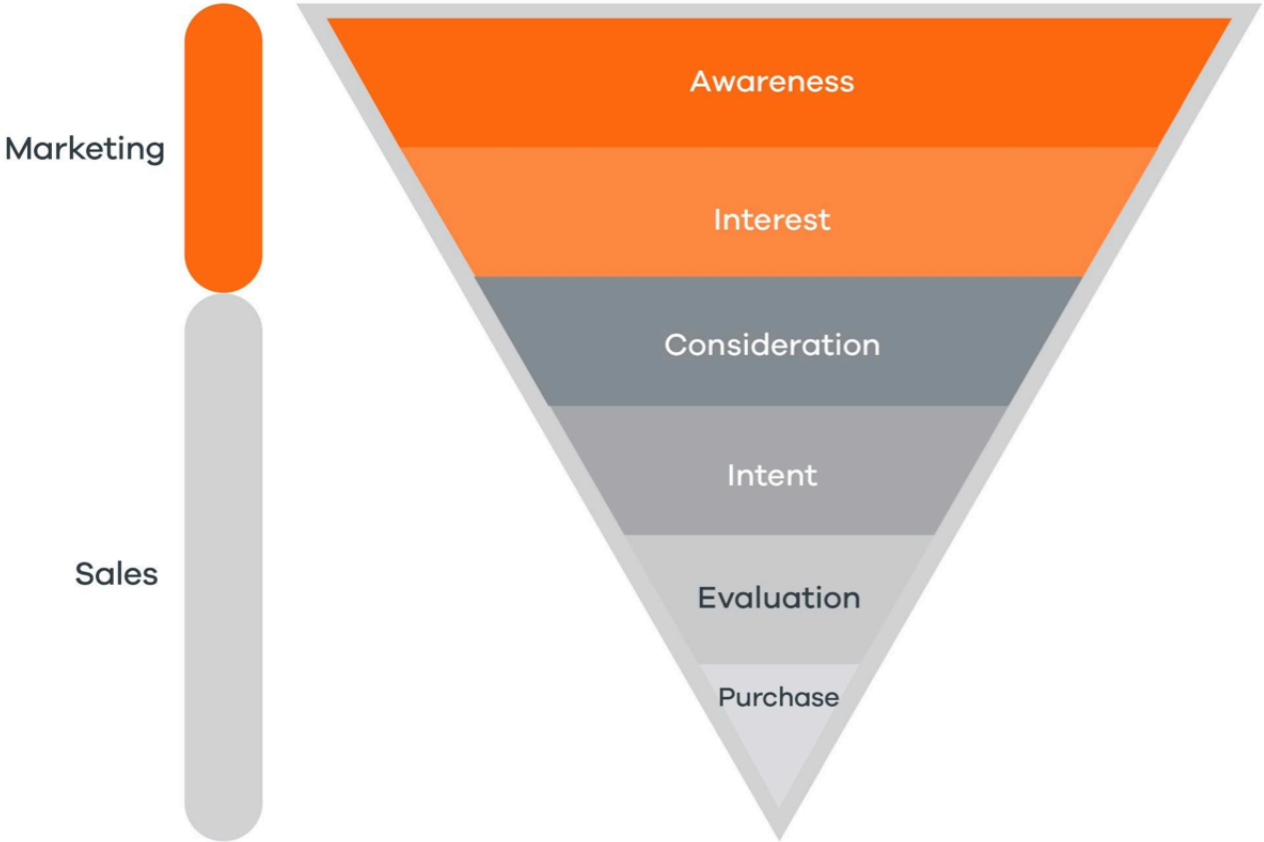 Marketing
Sales
Awareness
Interest
Consideration
Intent
Evaluation
Purchase